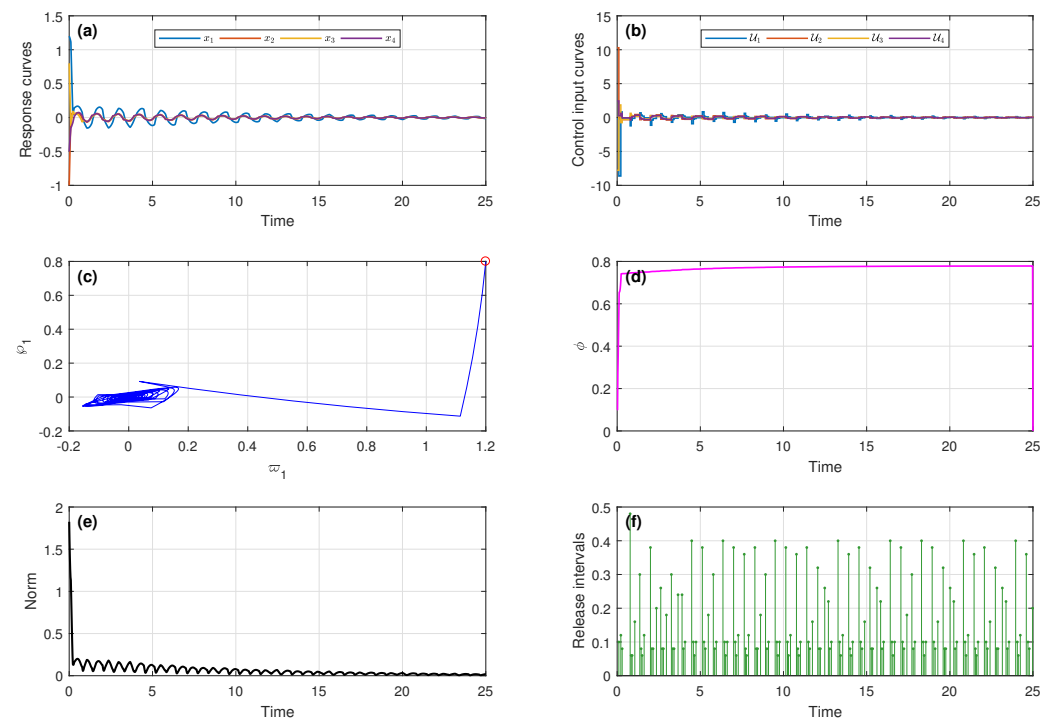 (a)
x₁ x₂ x₃ x₄
1.5
1
0.5
0
-0.5
-1
Response curves
0 5 10 15 20 25
Time
(b)
𝒰₁ 𝒰₂ 𝒰₃ 𝒰₄
15
10
5
0
-5
-10
Control input curves
0 5 10 15 20 25
Time
(c)
0.8
0.6
0.4
0.2
0
-0.2
℘₁
-0.2 0 0.2 0.4 0.6 0.8 1 1.2
ϖ₁
(d)
0.8
0.6
0.4
0.2
0
ϕ
0 5 10 15 20 25
Time
(e)
2
1.5
1
0.5
0
Norm
0 5 10 15 20 25
Time
(f)
0.5
0.4
0.3
0.2
0.1
0
Release intervals
0 5 10 15 20 25
Time